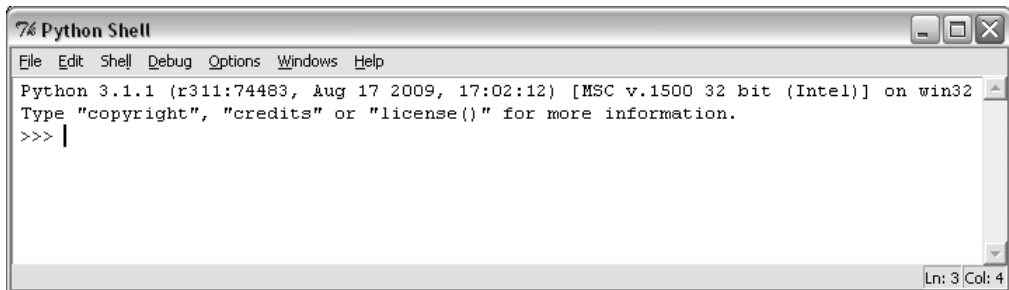 Python Shell
File Edit Shell Debug Options Windows Help
Python 3.1.1 (r311:74483, Aug 17 2009, 17:02:12) [MSC v.1500 32 bit (Intel)] on win32
Type "copyright", "credits" or "license()" for more information.
>>>
Ln: 3 Col: 4